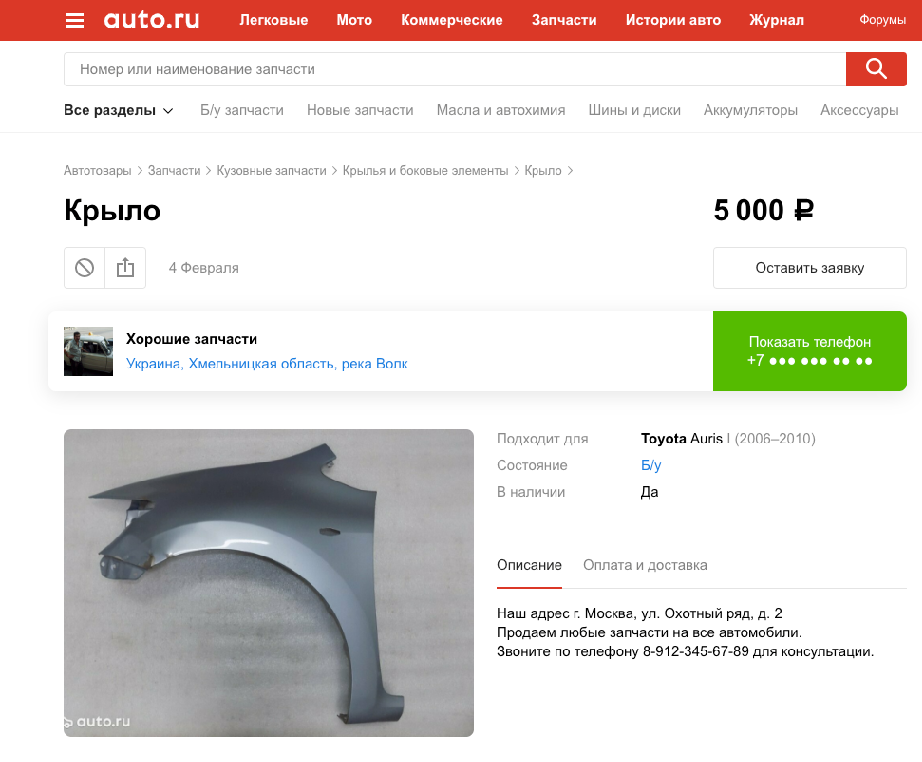 auto.ru Легковые Мото Коммерческие Запчасти Истории авто Журнал Форумы
Номер или наименование запчасти
Все разделы Б/у запчасти Новые запчасти Масла и автохимия Шины и диски Аккумуляторы Аксессуары
Автотовары > Запчасти > Кузовные запчасти > Крылья и боковые элементы > Крыло >
Крыло 5 000 ₽
4 Февраля Оставить заявку
Хорошие запчасти
Украина, Хмельницкая область, река Волк
Показать телефон
+7 ●●● ●●● ●● ●●
Подходит для Toyota Auris I (2006–2010)
Состояние Б/у
В наличии Да
Описание Оплата и доставка
Наш адрес г. Москва, ул. Охотный ряд, д. 2
Продаем любые запчасти на все автомобили.
Звоните по телефону 8-912-345-67-89 для консультации.
auto.ru